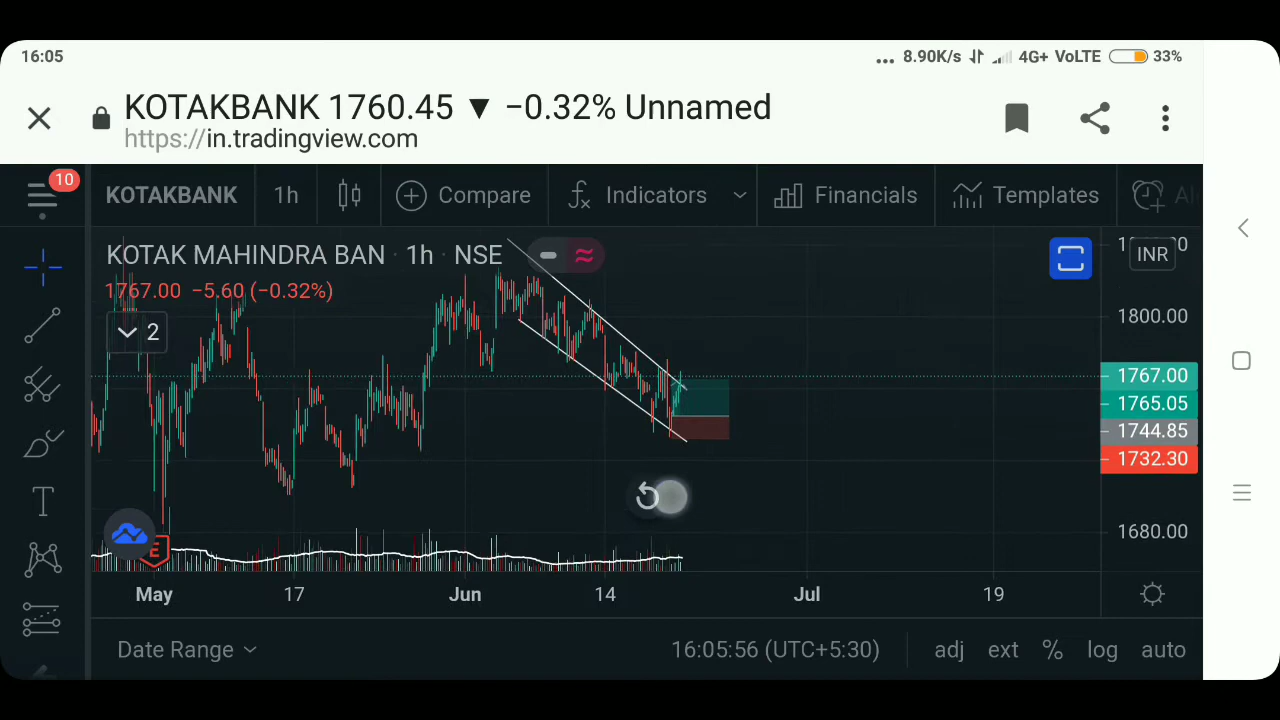 16:05
... 8.90K/s 4G+ VoLTE 33%
KOTAKBANK 1760.45 ▼ −0.32% Unnamed
https://in.tradingview.com
10
KOTAKBANK 1h Compare Indicators Financials Templates
KOTAK MAHINDRA BAN · 1h · NSE
INR
1767.00 −5.60 (−0.32%)
2
1800.00
1767.00
1765.05
1744.85
1732.30
1680.00
E
May 17 Jun 14 Jul 19
Date Range 16:05:56 (UTC+5:30) adj ext % log auto